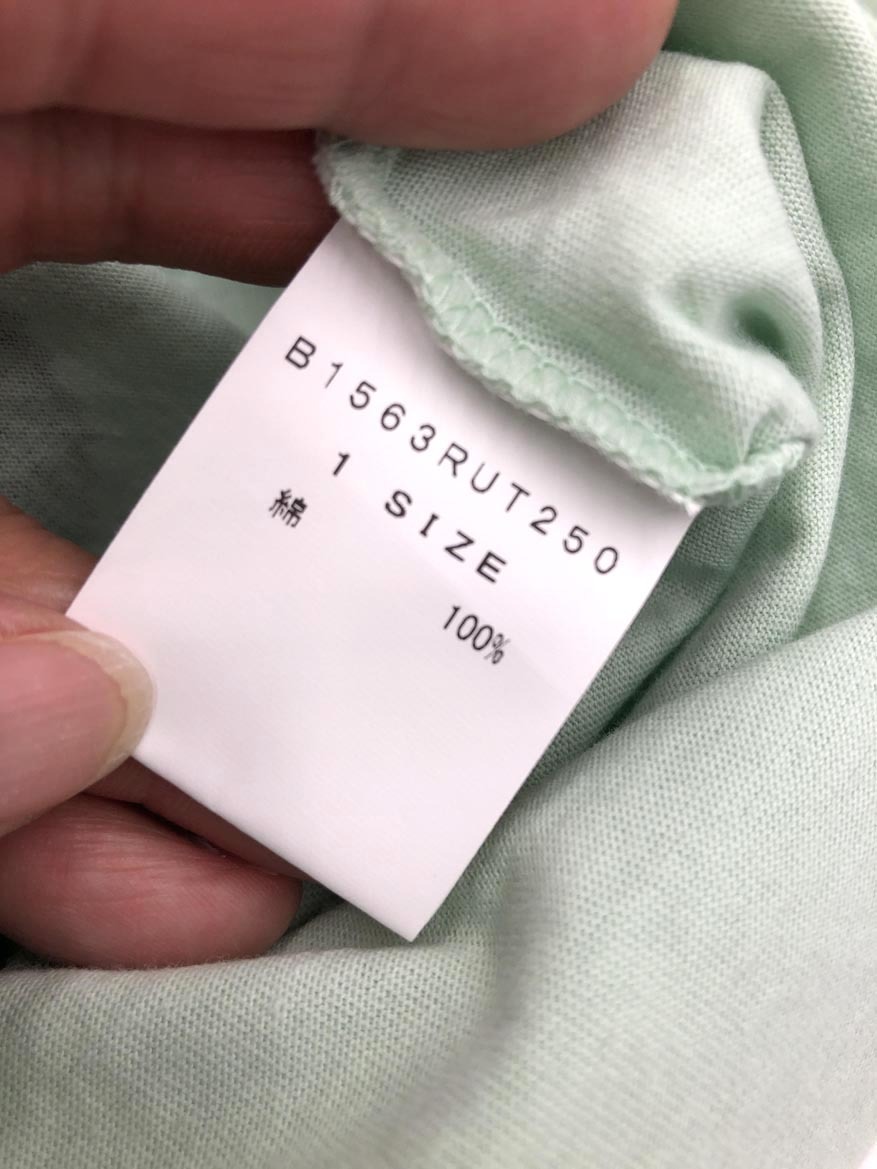 B1563RUT250
1 SIZE
綿 100%